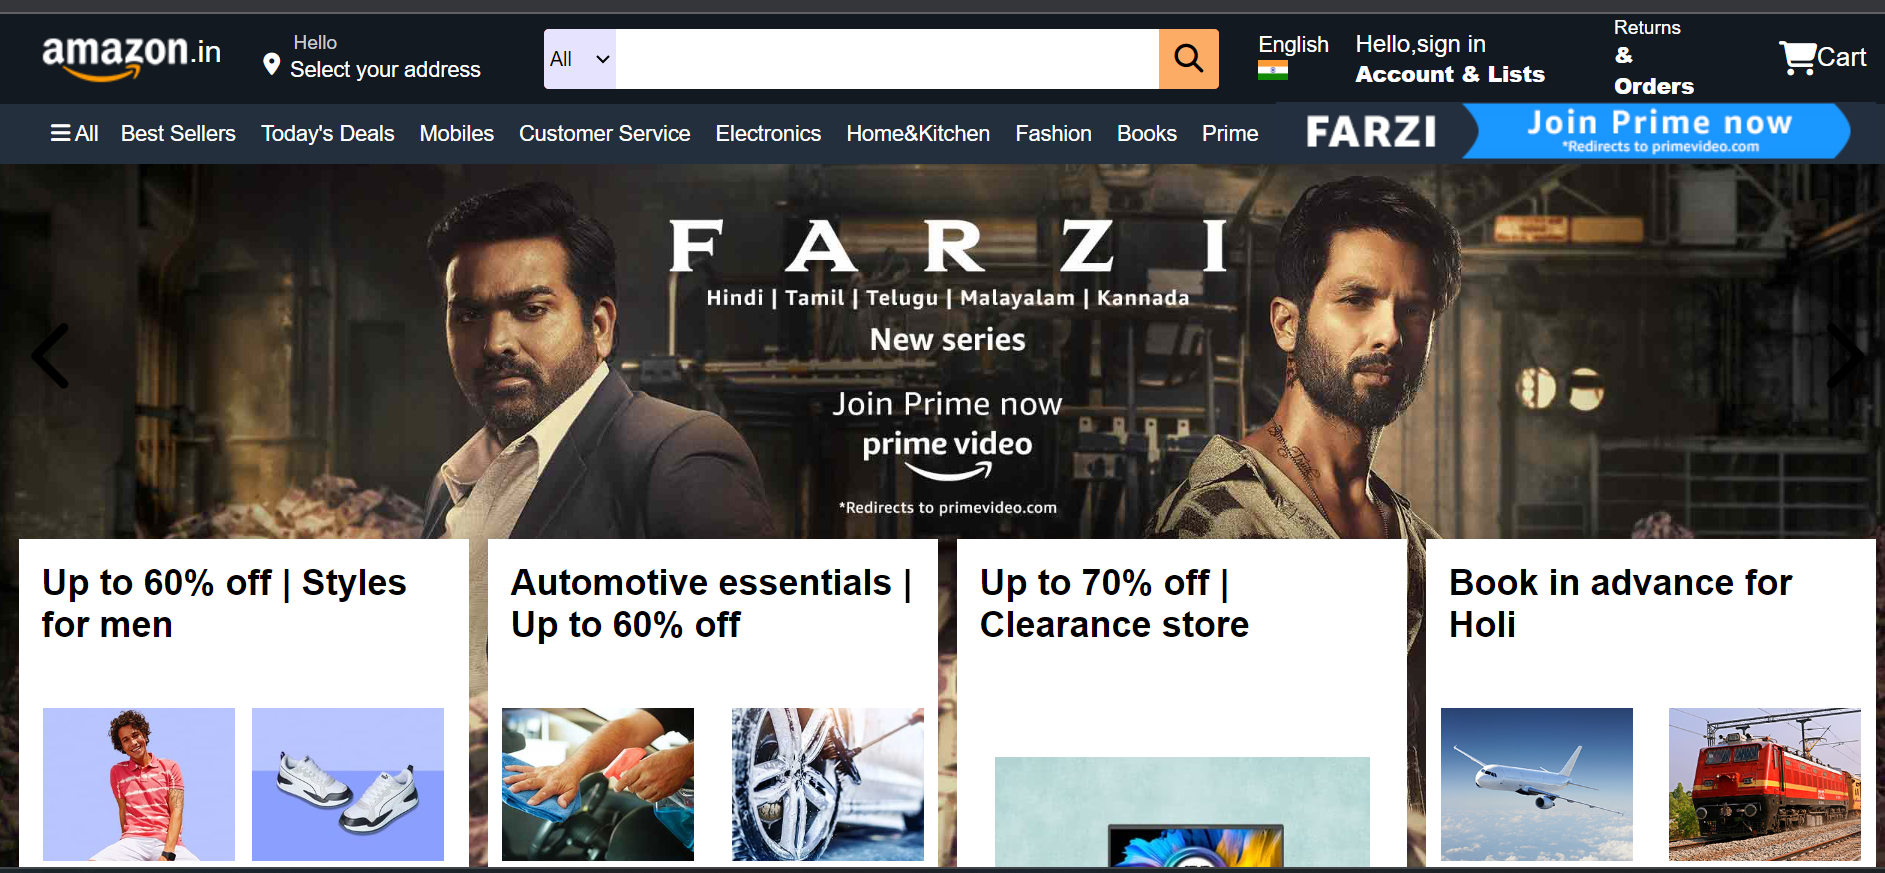 amazon.in
Hello
Select your address
All
English
Hello,sign in
Account & Lists
Returns
&
Orders
Cart
All Best Sellers Today's Deals Mobiles Customer Service Electronics Home&Kitchen Fashion Books Prime
FARZI
Join Prime now
*Redirects to primevideo.com
FARZI
Hindi | Tamil | Telugu | Malayalam | Kannada
New series
Join Prime now
prime video
*Redirects to primevideo.com
Up to 60% off | Styles
for men
Automotive essentials |
Up to 60% off
Up to 70% off |
Clearance store
Book in advance for
Holi